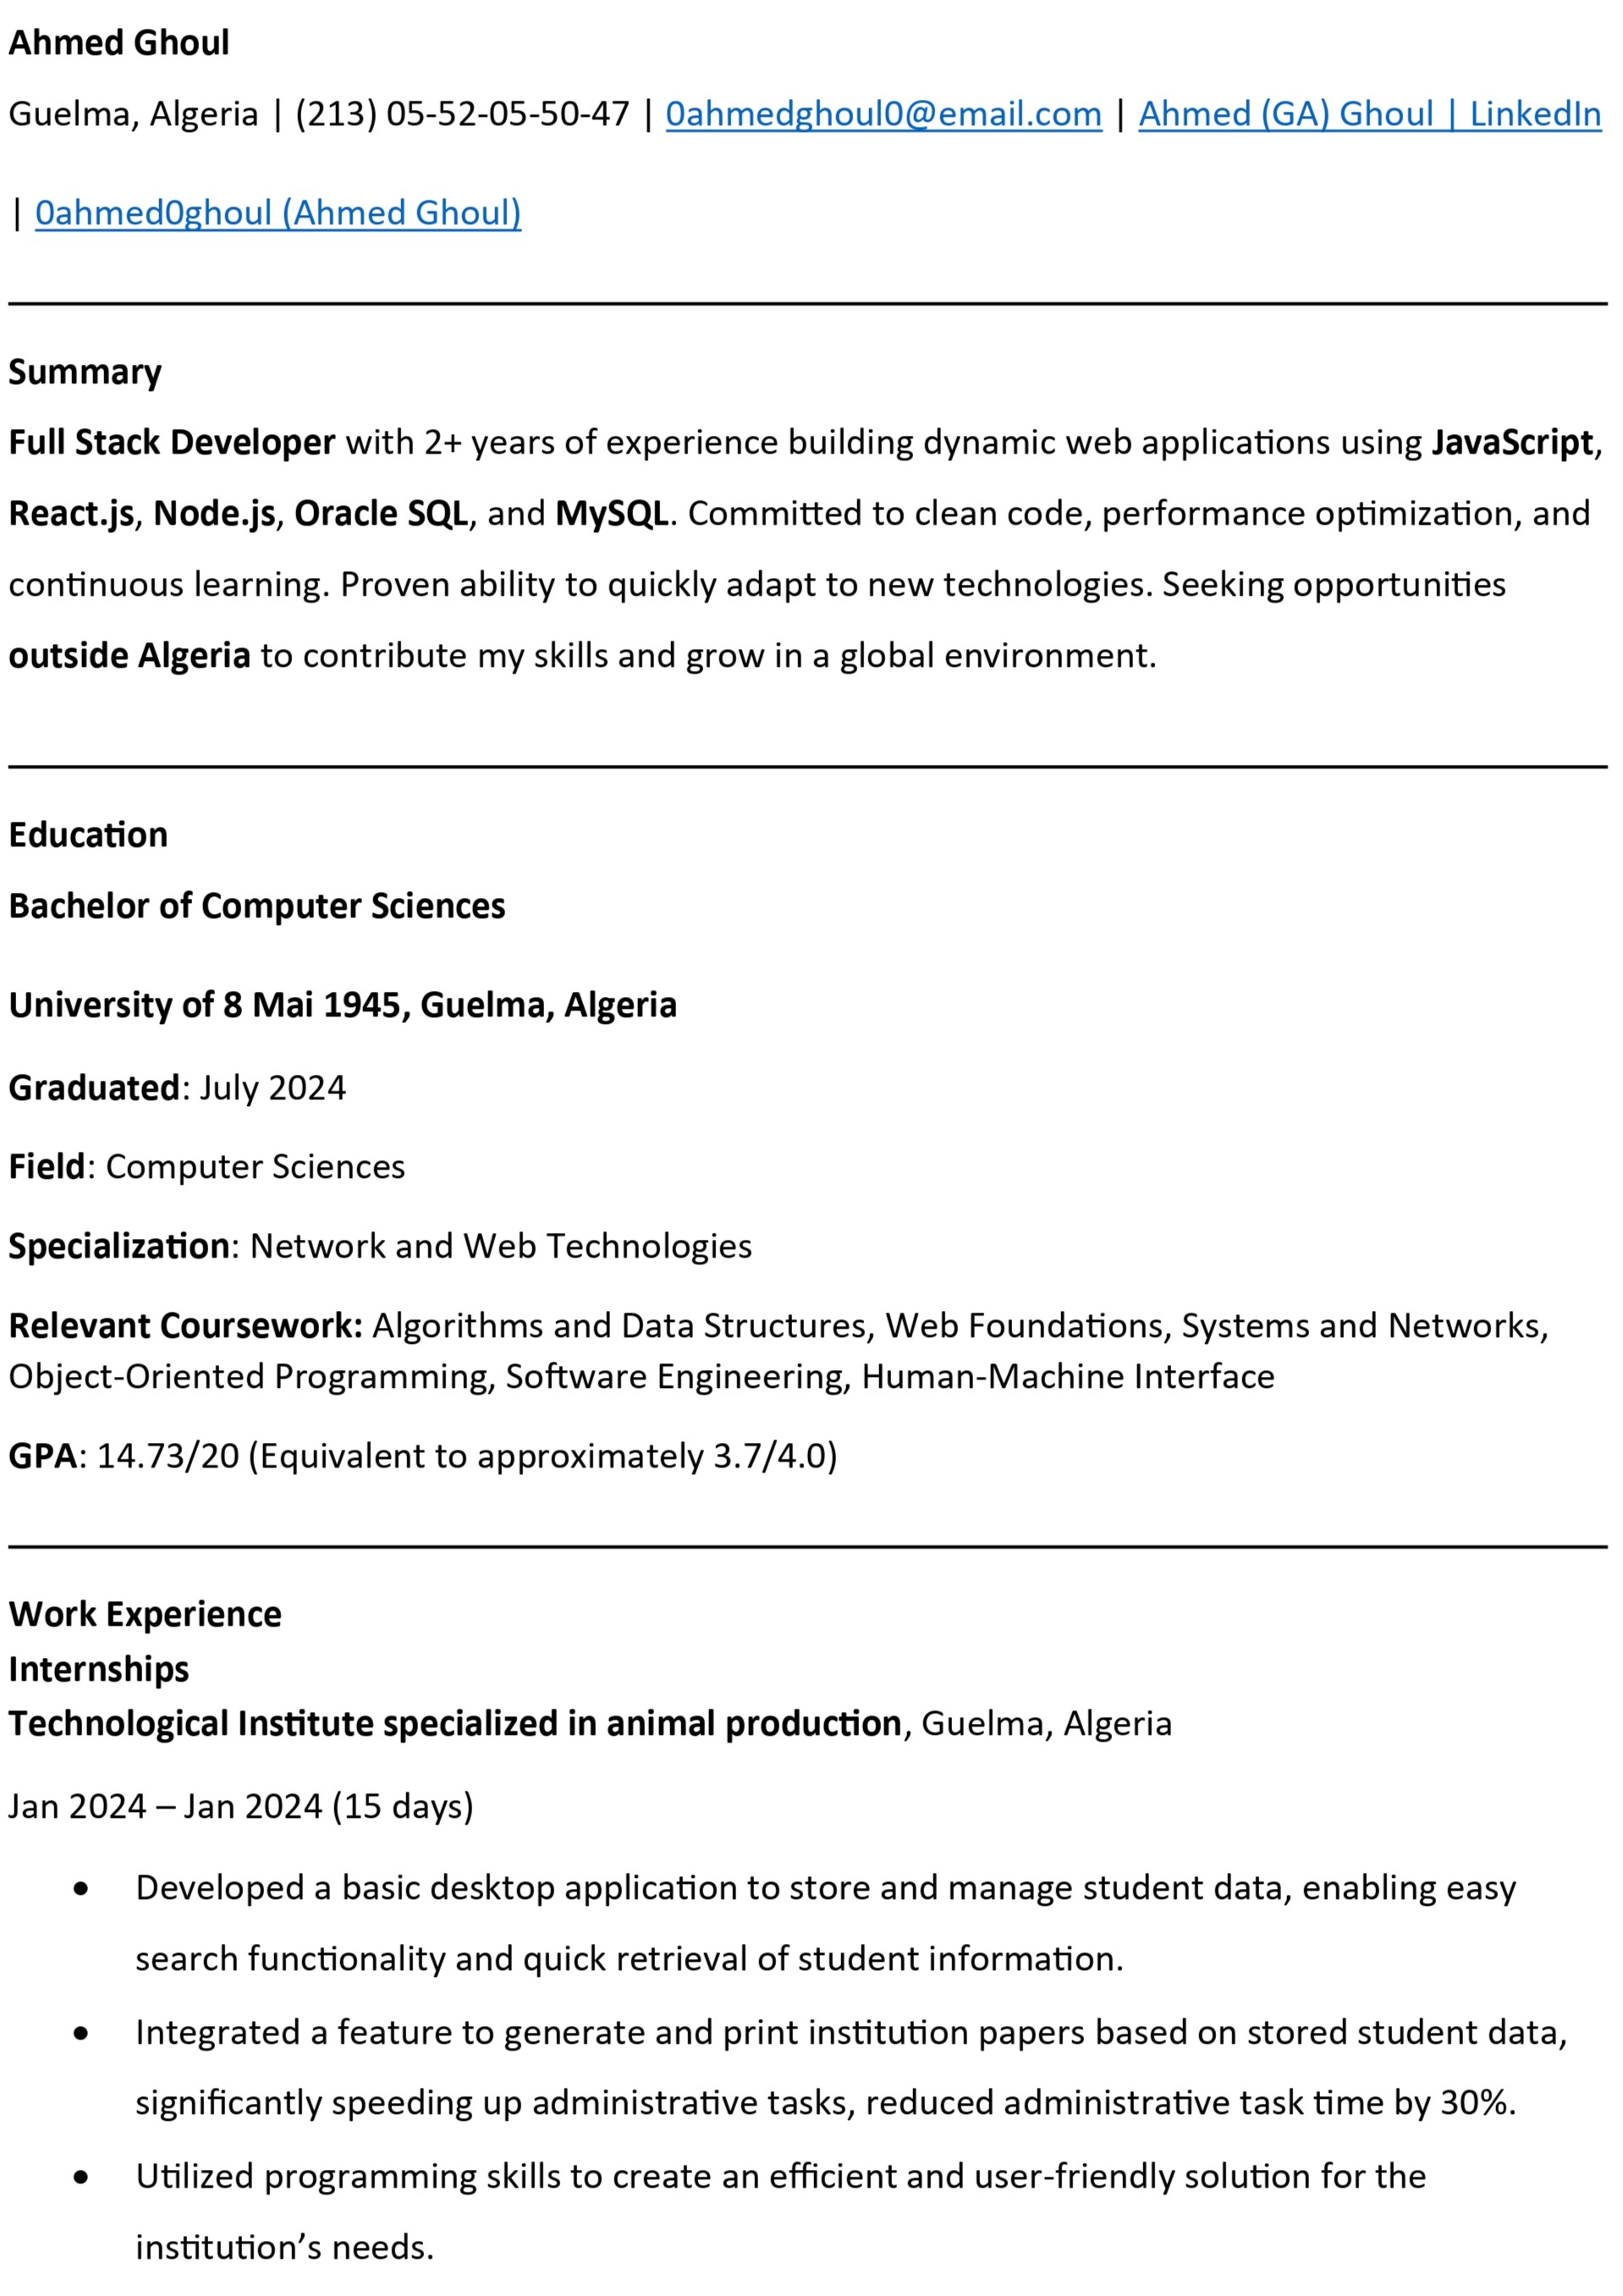 Ahmed Ghoul
Guelma, Algeria | (213) 05-52-05-50-47 | 0ahmedghoul0@email.com | Ahmed (GA) Ghoul | LinkedIn
| 0ahmed0ghoul (Ahmed Ghoul)
Summary
Full Stack Developer with 2+ years of experience building dynamic web applications using JavaScript,
React.js, Node.js, Oracle SQL, and MySQL. Committed to clean code, performance optimization, and
continuous learning. Proven ability to quickly adapt to new technologies. Seeking opportunities
outside Algeria to contribute my skills and grow in a global environment.
Education
Bachelor of Computer Sciences
University of 8 Mai 1945, Guelma, Algeria
Graduated: July 2024
Field: Computer Sciences
Specialization: Network and Web Technologies
Relevant Coursework: Algorithms and Data Structures, Web Foundations, Systems and Networks,
Object-Oriented Programming, Software Engineering, Human-Machine Interface
GPA: 14.73/20 (Equivalent to approximately 3.7/4.0)
Work Experience
Internships
Technological Institute specialized in animal production, Guelma, Algeria
Jan 2024 – Jan 2024 (15 days)
• Developed a basic desktop application to store and manage student data, enabling easy
search functionality and quick retrieval of student information.
• Integrated a feature to generate and print institution papers based on stored student data,
significantly speeding up administrative tasks, reduced administrative task time by 30%.
• Utilized programming skills to create an efficient and user-friendly solution for the
institution’s needs.